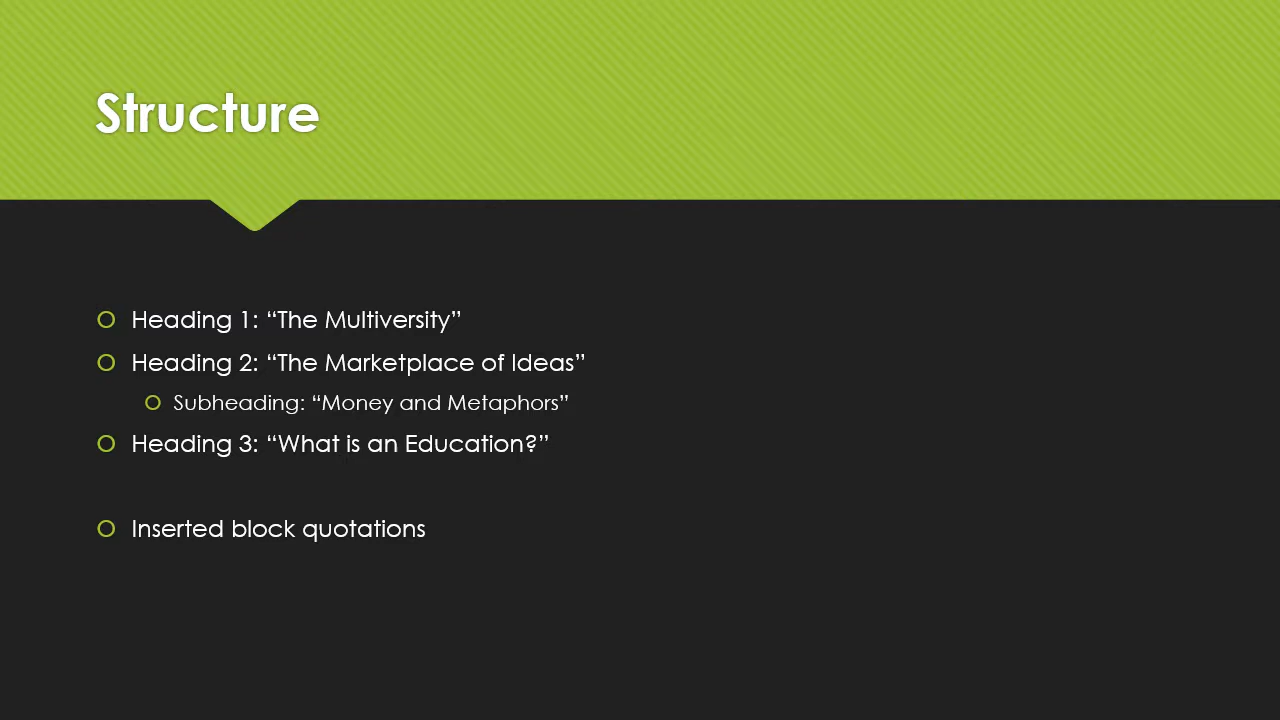 Structure
Heading 1: “The Multiversity”
Heading 2: “The Marketplace of Ideas”
Subheading: “Money and Metaphors”
Heading 3: “What is an Education?”
Inserted block quotations